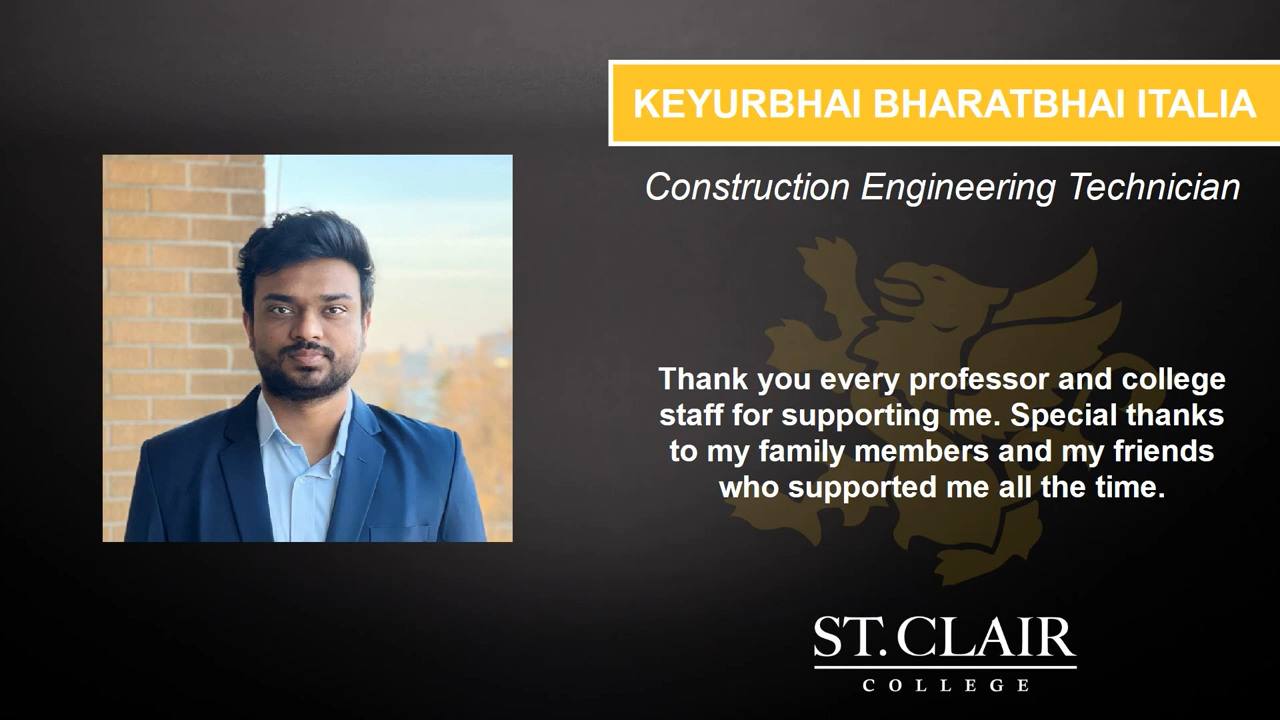 KEYURBHAI BHARATBHAI ITALIA
Construction Engineering Technician
Thank you every professor and college
staff for supporting me. Special thanks
to my family members and my friends
who supported me all the time.
ST. CLAIR
COLLEGE